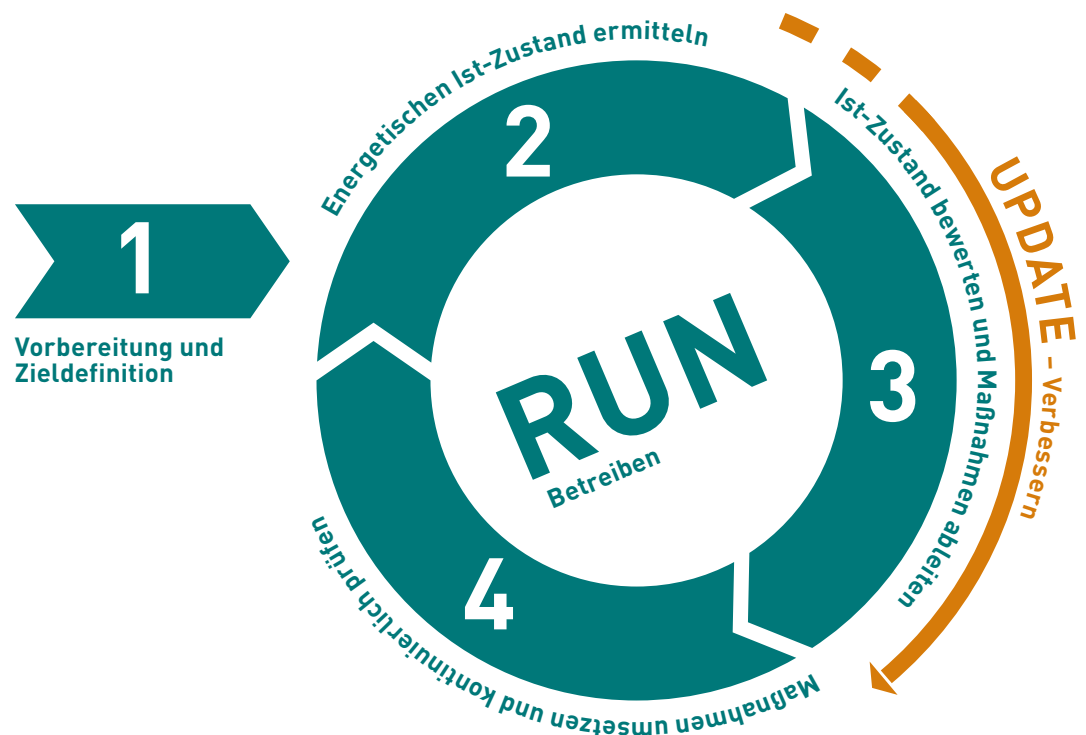 1
Vorbereitung und
Zieldefinition
2
Energetischen Ist-Zustand ermitteln
3
Ist-Zustand bewerten und Maßnahmen ableiten
4
Maßnahmen umsetzen und kontinuierlich prüfen
RUN
Betreiben
UPDATE – Verbessern